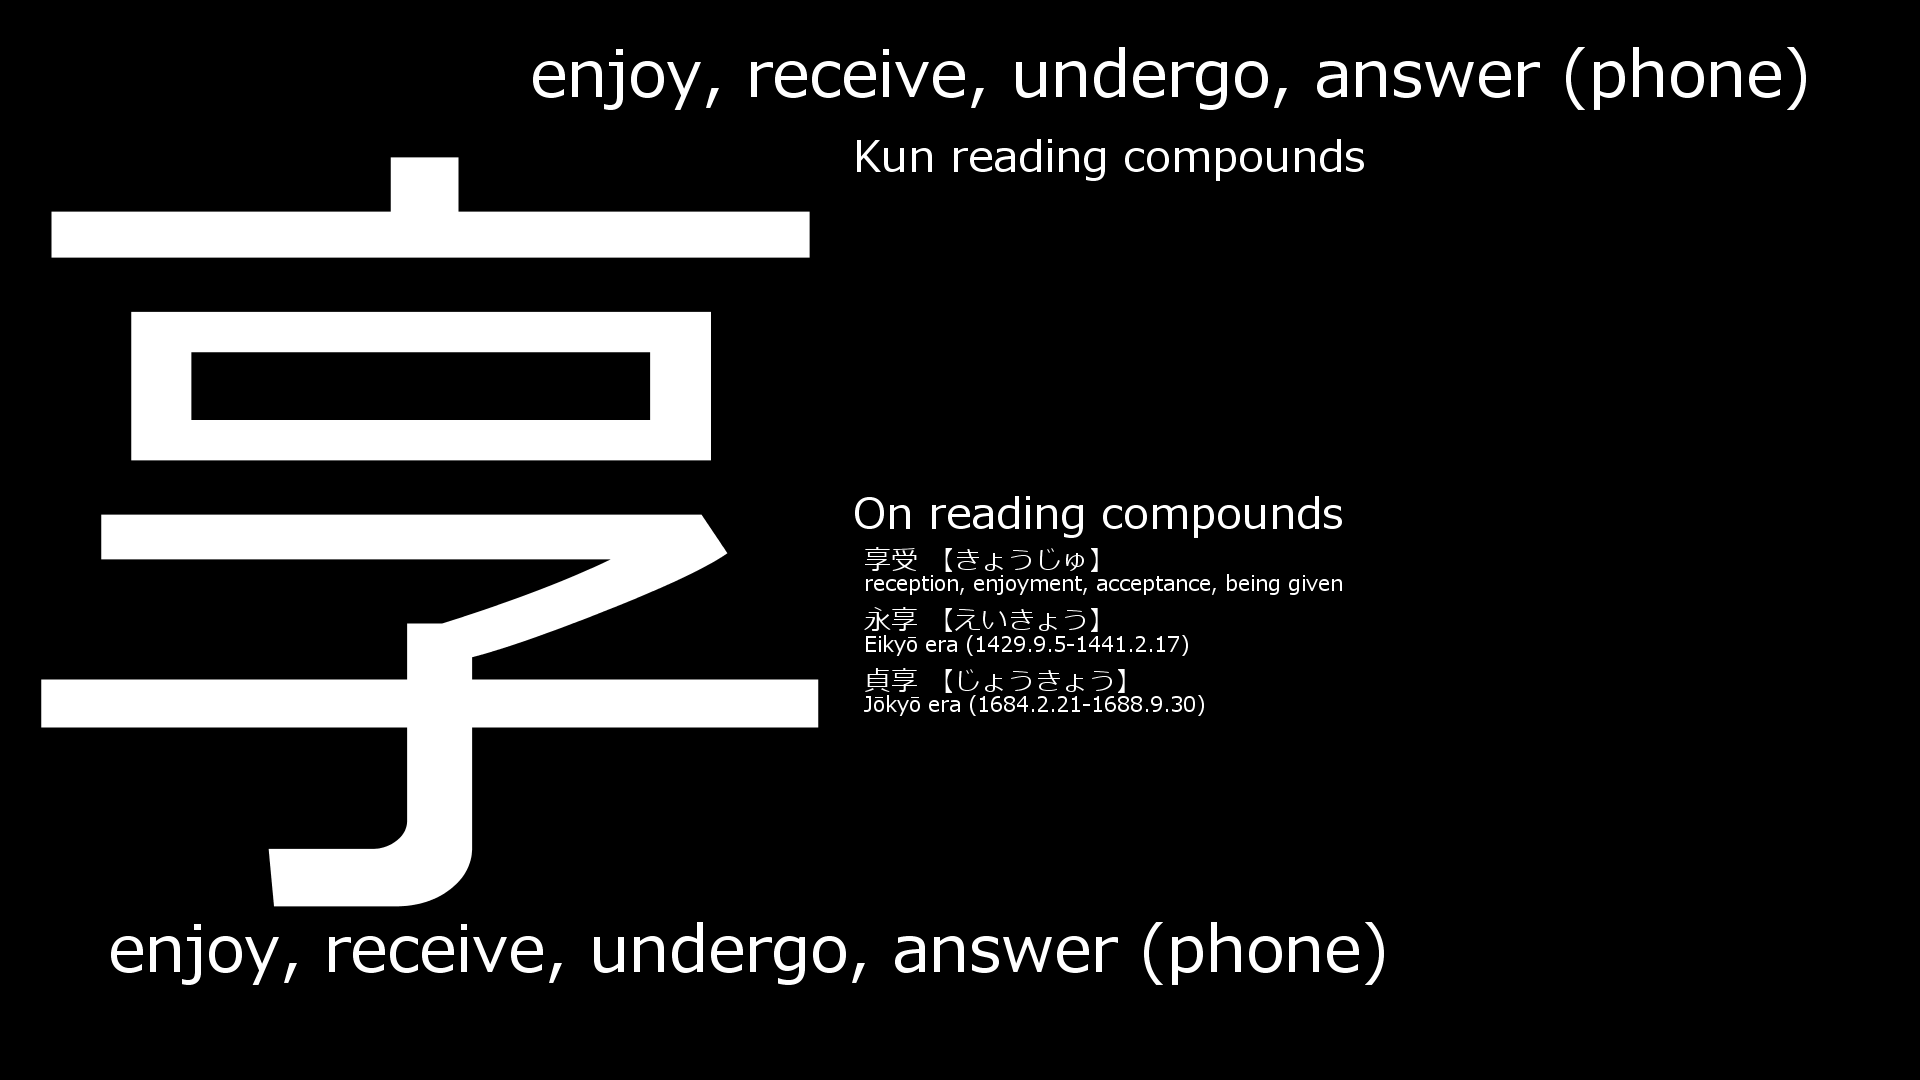 enjoy, receive, undergo, answer (phone)
享
Kun reading compounds
On reading compounds
享受 【きょうじゅ】
reception, enjoyment, acceptance, being given
永享 【えいきょう】
Eikyō era (1429.9.5-1441.2.17)
貞享 【じょうきょう】
Jōkyō era (1684.2.21-1688.9.30)
enjoy, receive, undergo, answer (phone)